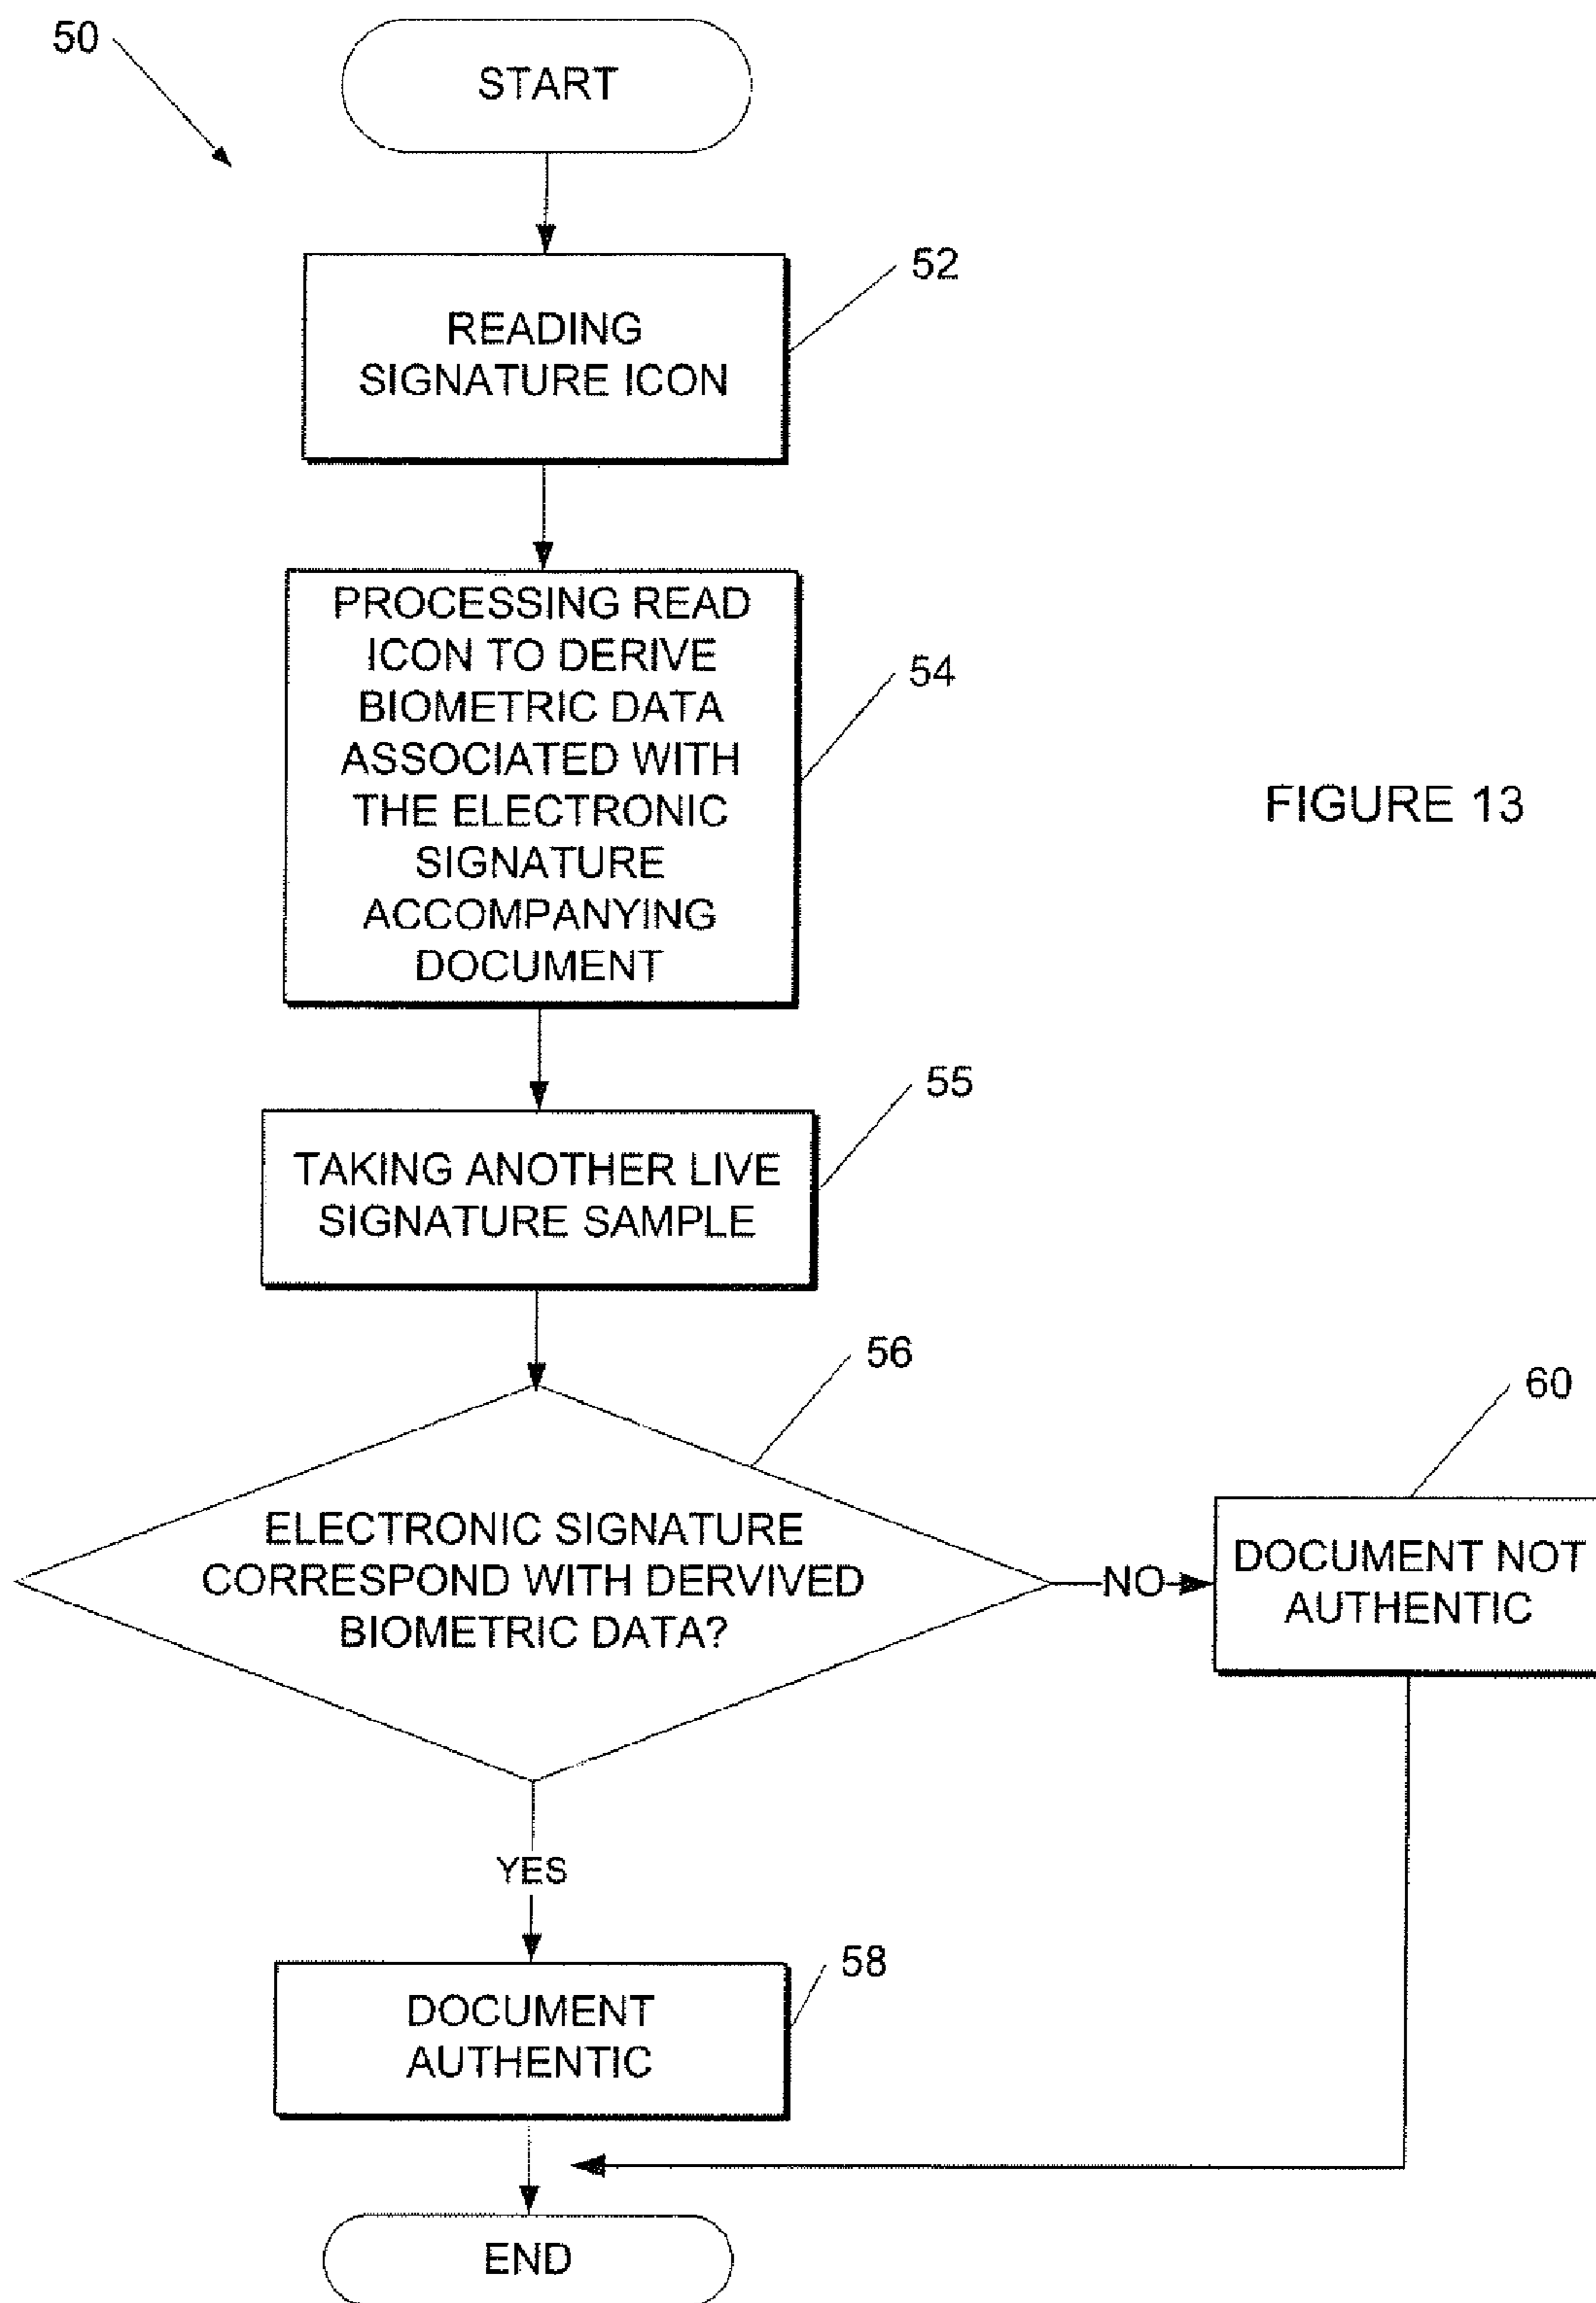 50
START
52
READING
SIGNATURE ICON
PROCESSING READ
ICON TO DERIVE
BIOMETRIC DATA
ASSOCIATED WITH
THE ELECTRONIC
SIGNATURE
ACCOMPANYING
DOCUMENT
54
FIGURE 13
55
TAKING ANOTHER LIVE
SIGNATURE SAMPLE
56
ELECTRONIC SIGNATURE
CORRESPOND WITH DERVIVED
BIOMETRIC DATA?
NO
60
DOCUMENT NOT
AUTHENTIC
YES
58
DOCUMENT
AUTHENTIC
END